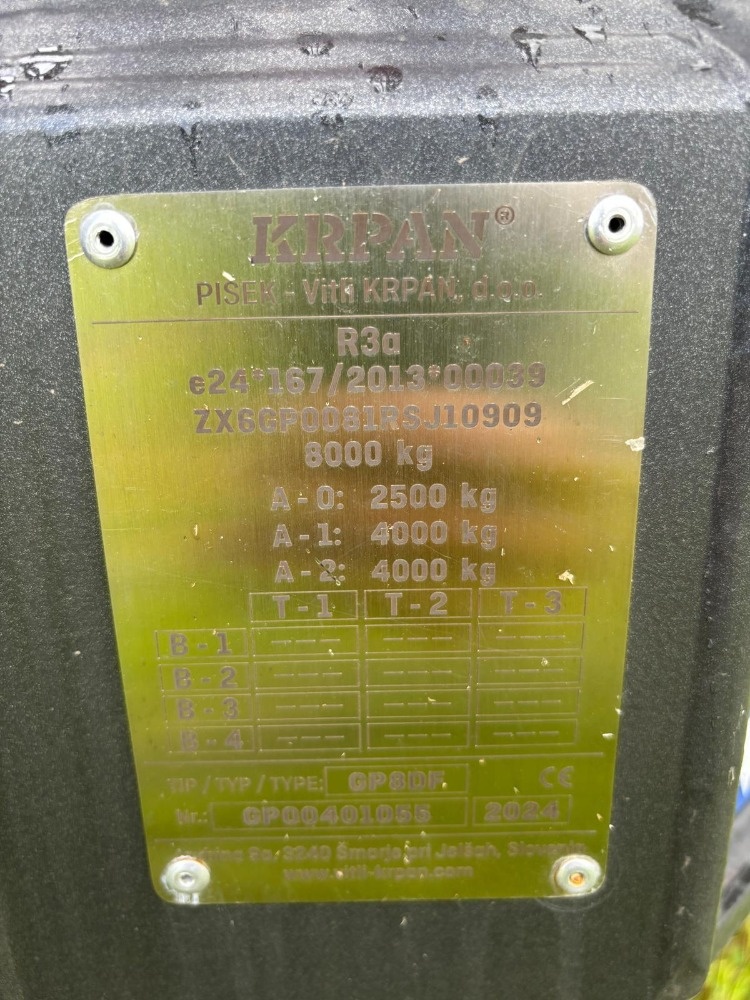 KRPAN®
PISEK - Vitli KRPAN, d.o.o.
R3a
e24*167/2013*00039
ZX6GP0081RSJ10909
8000 kg
A - 0: 2500 kg
A - 1: 4000 kg
A - 2: 4000 kg
T - 1 T - 2 T - 3
B - 1 --- --- ---
B - 2 --- --- ---
B - 3 --- --- ---
B - 4 --- --- ---
TIP / TYP / TYPE: GP8DF CE
Nr.: GP00401055 2024
3240 Šmarje pri Jelšah, Slovenia
www.vitli-krpan.com